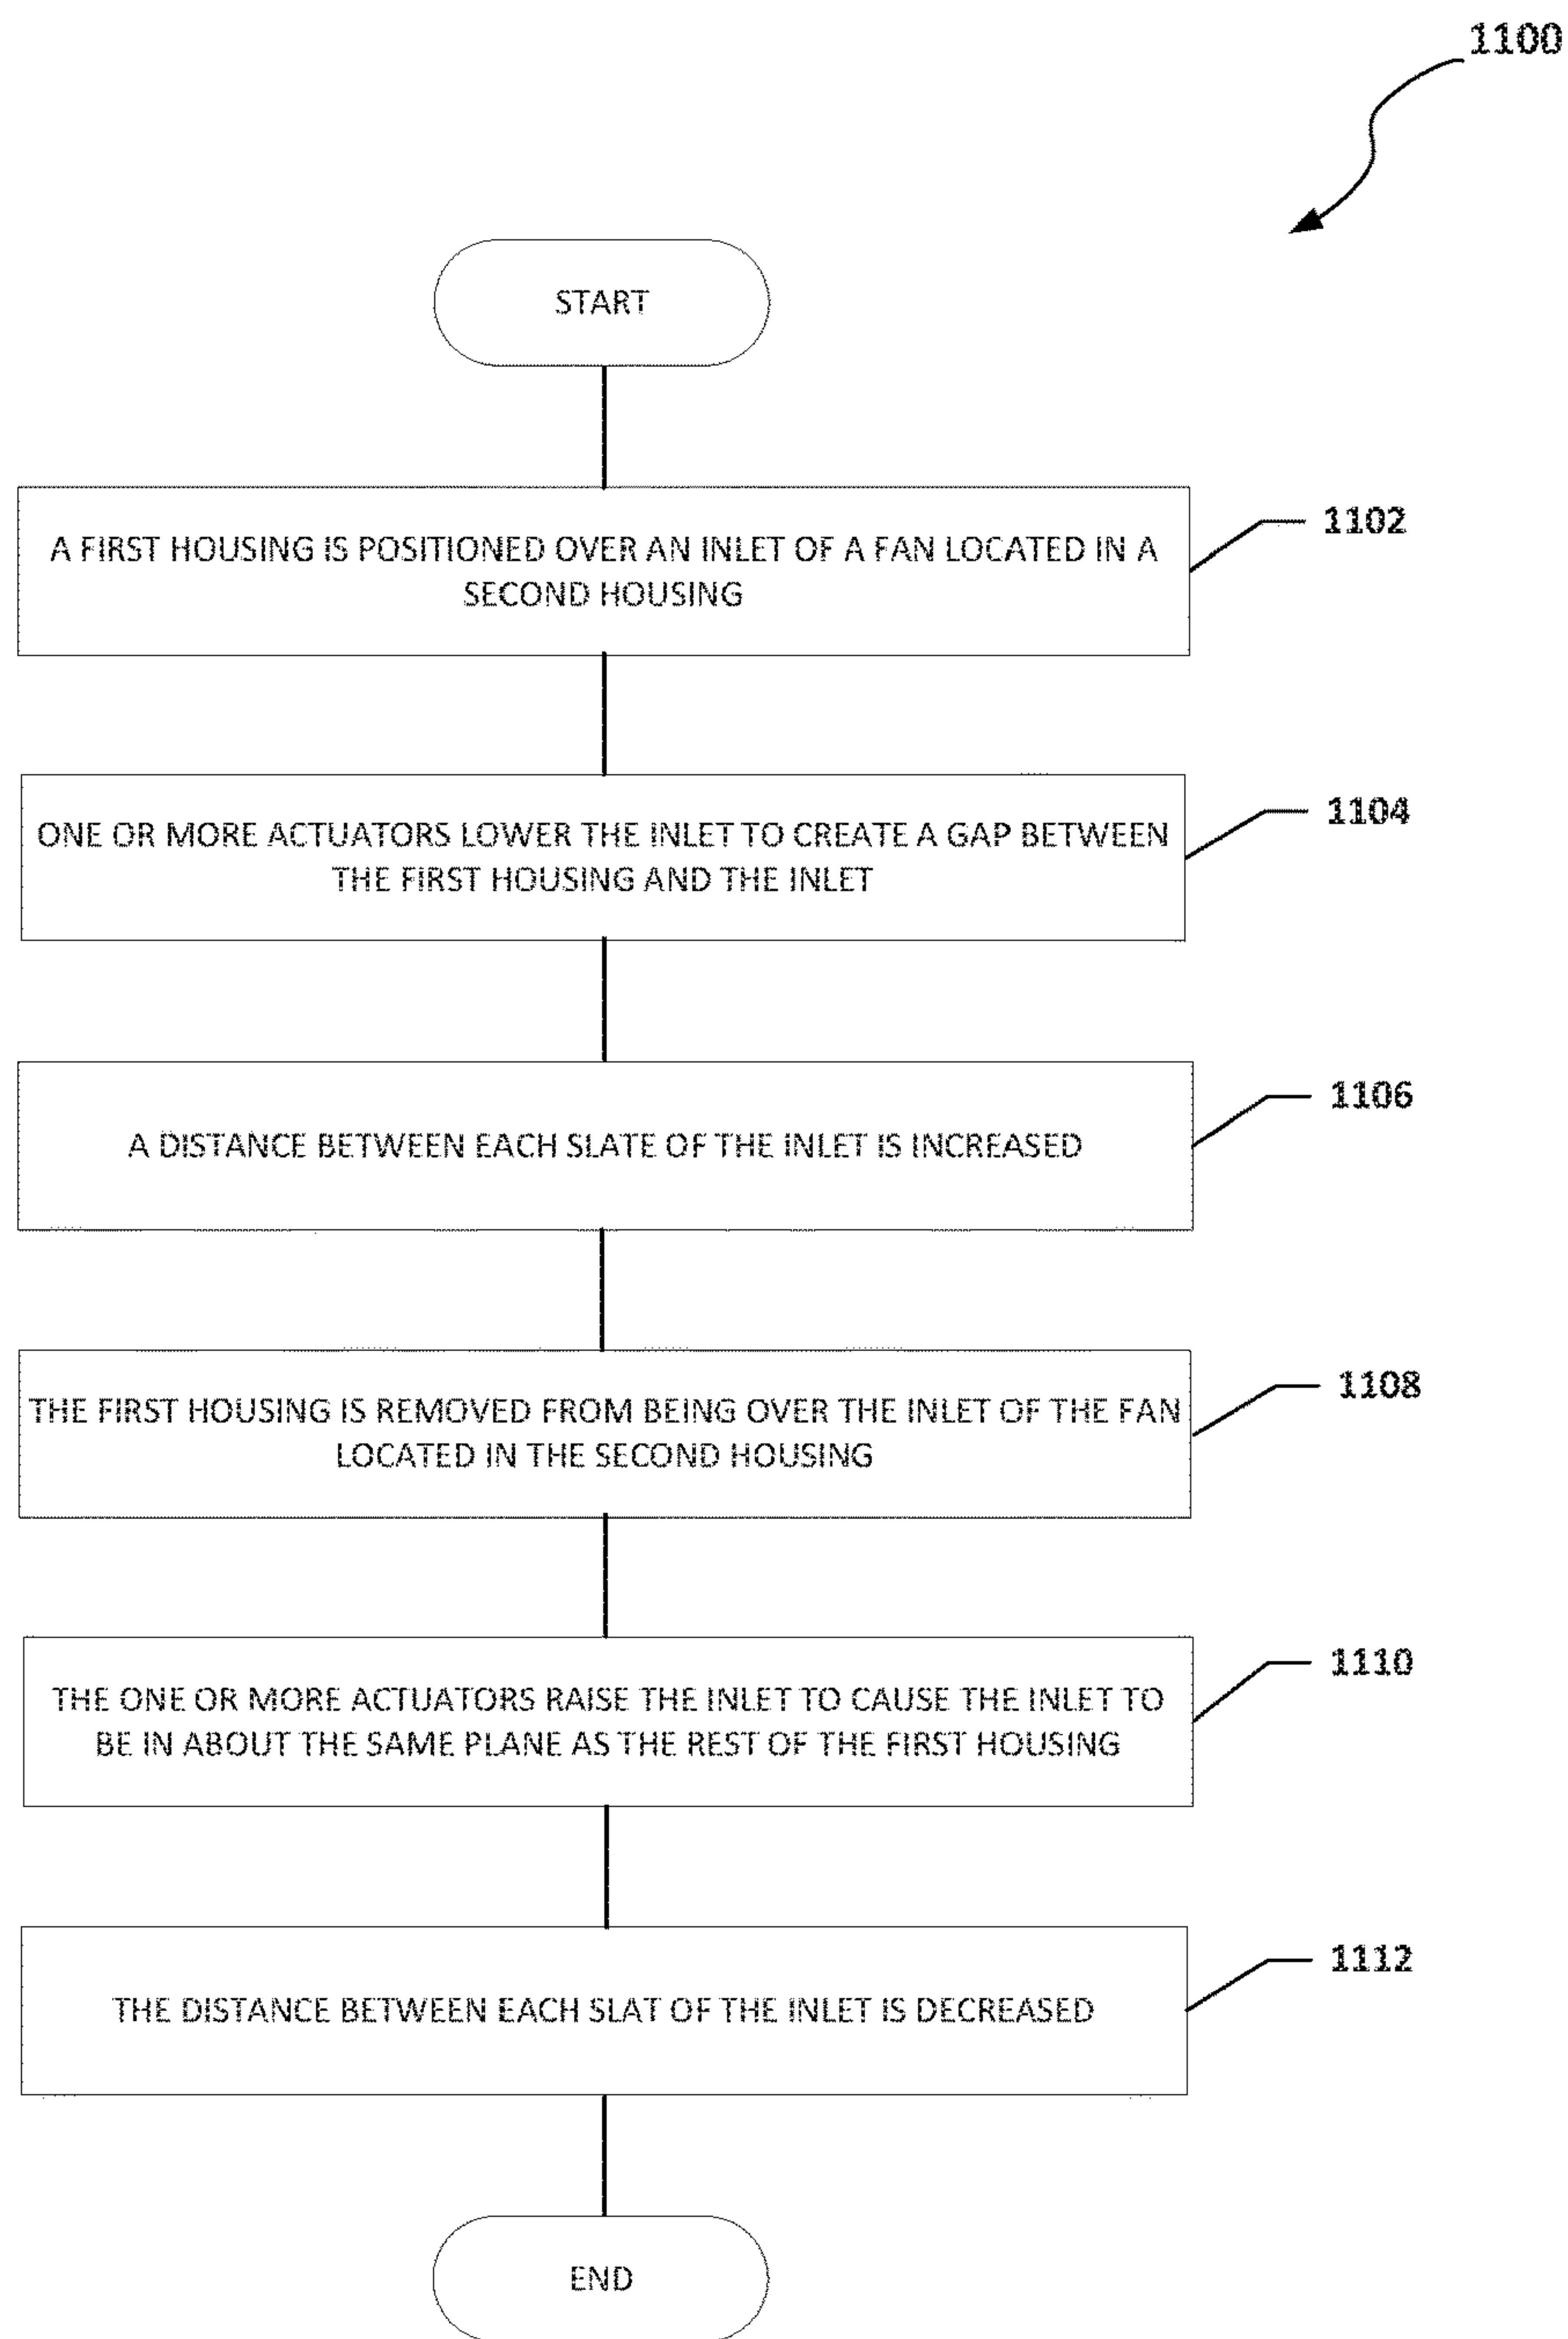 1100
START
A FIRST HOUSING IS POSITIONED OVER AN INLET OF A FAN LOCATED IN A
SECOND HOUSING
1102
ONE OR MORE ACTUATORS LOWER THE INLET TO CREATE A GAP BETWEEN
THE FIRST HOUSING AND THE INLET
1104
A DISTANCE BETWEEN EACH SLATE OF THE INLET IS INCREASED
1106
THE FIRST HOUSING IS REMOVED FROM BEING OVER THE INLET OF THE FAN
LOCATED IN THE SECOND HOUSING
1108
THE ONE OR MORE ACTUATORS RAISE THE INLET TO CAUSE THE INLET TO
BE IN ABOUT THE SAME PLANE AS THE REST OF THE FIRST HOUSING
1110
THE DISTANCE BETWEEN EACH SLAT OF THE INLET IS DECREASED
1112
END